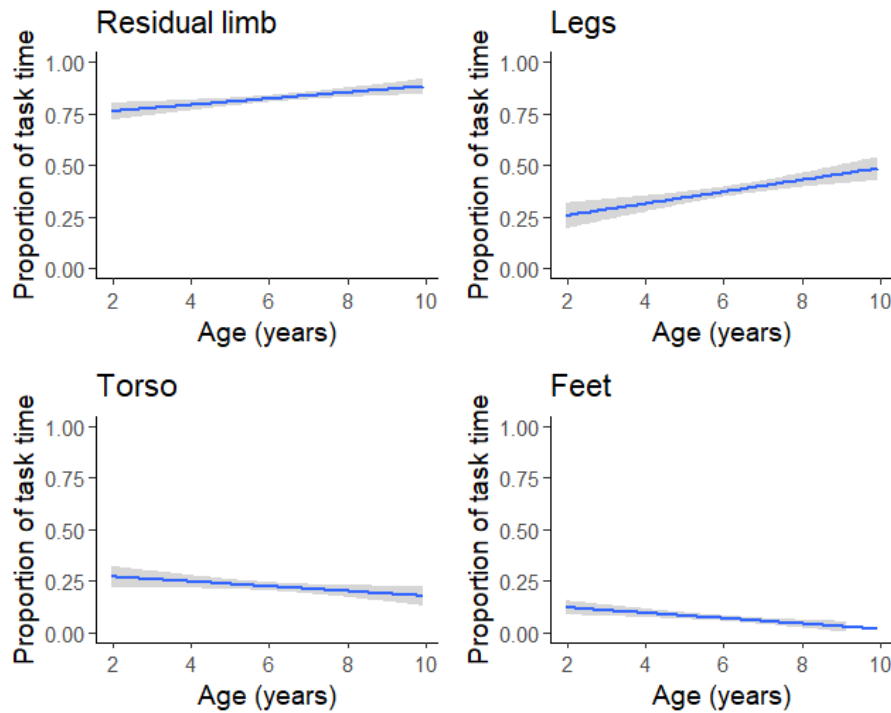 Residual limb
Proportion of task time
1.00
0.75
0.50
0.25
0.00
2 4 6 8 10
Age (years)
Legs
Proportion of task time
1.00
0.75
0.50
0.25
0.00
2 4 6 8 10
Age (years)
Torso
Proportion of task time
1.00
0.75
0.50
0.25
0.00
2 4 6 8 10
Age (years)
Feet
Proportion of task time
1.00
0.75
0.50
0.25
0.00
2 4 6 8 10
Age (years)